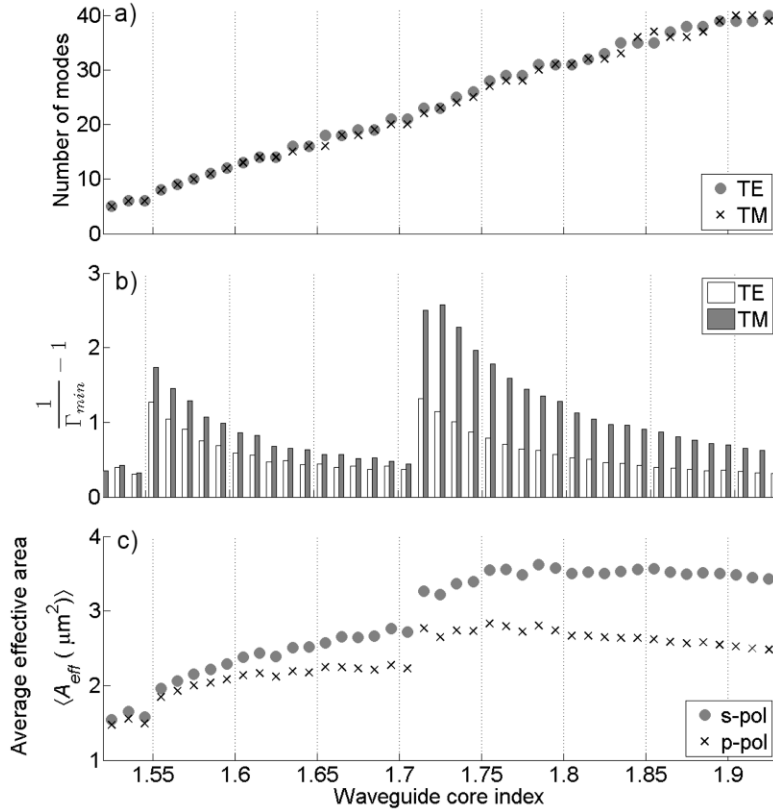 a)
40
30
20
10
0
Number of modes
TE
TM
b)
3
2
1
0
1
Γmin
− 1
TE
TM
c)
4
3
2
1
Average effective area
⟨Aeff ( μm²)⟩
s-pol
p-pol
1.55 1.6 1.65 1.7 1.75 1.8 1.85 1.9
Waveguide core index